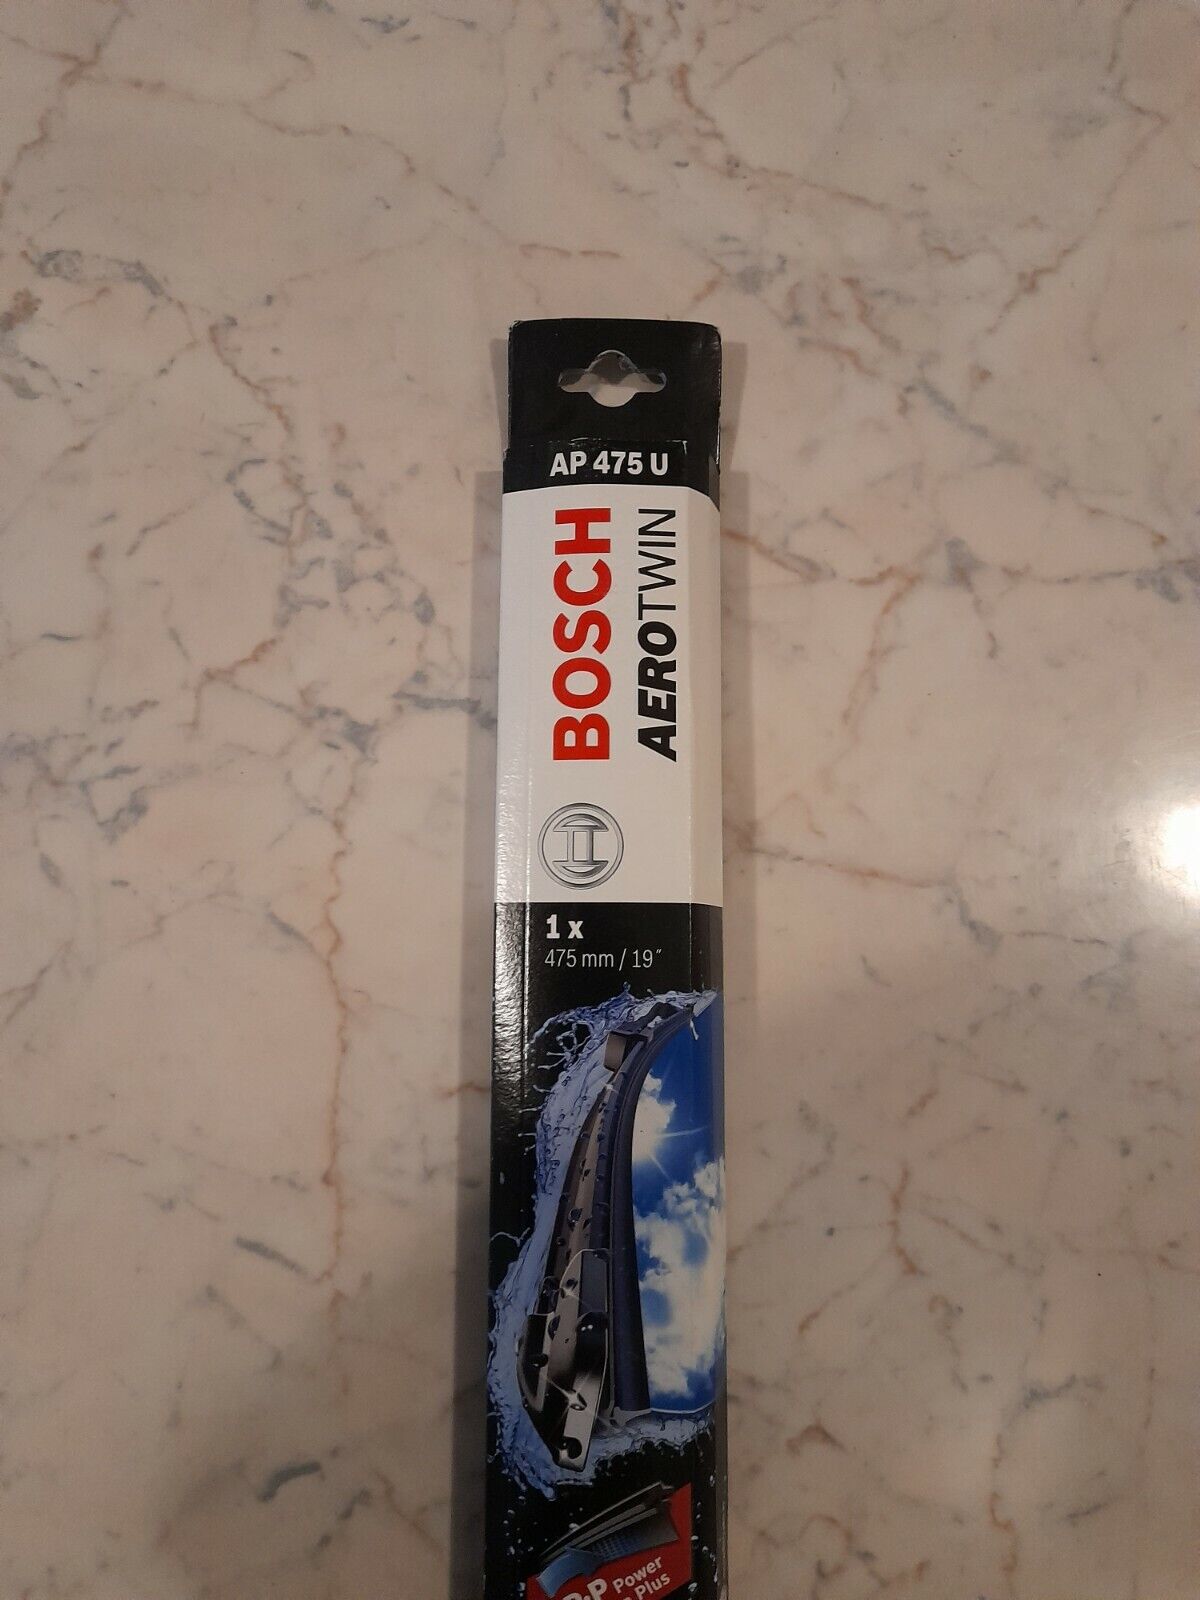 AP 475 U
BOSCH
AEROTWIN
1 x
475 mm / 19"
Power
Plus